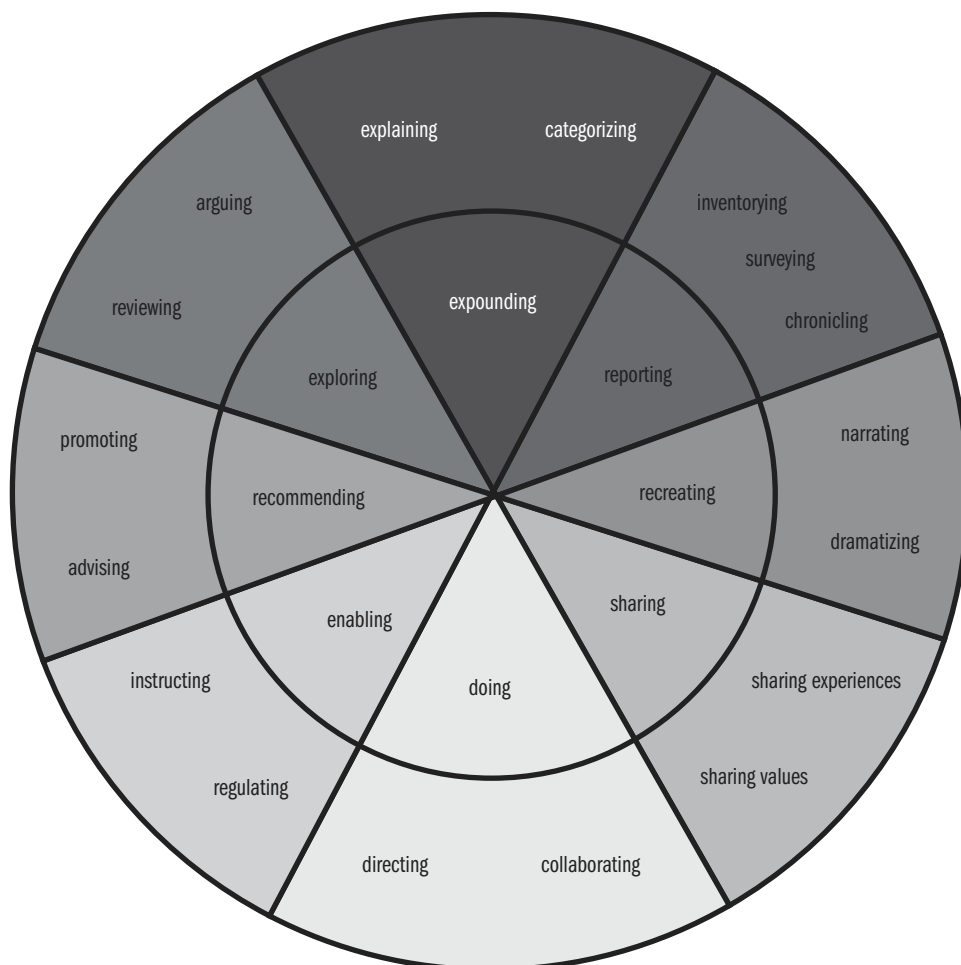 explaining
categorizing
arguing
inventorying
surveying
reviewing
expounding
chronicling
exploring
reporting
promoting
narrating
recommending
recreating
dramatizing
advising
enabling
sharing
instructing
doing
sharing experiences
regulating
sharing values
directing
collaborating